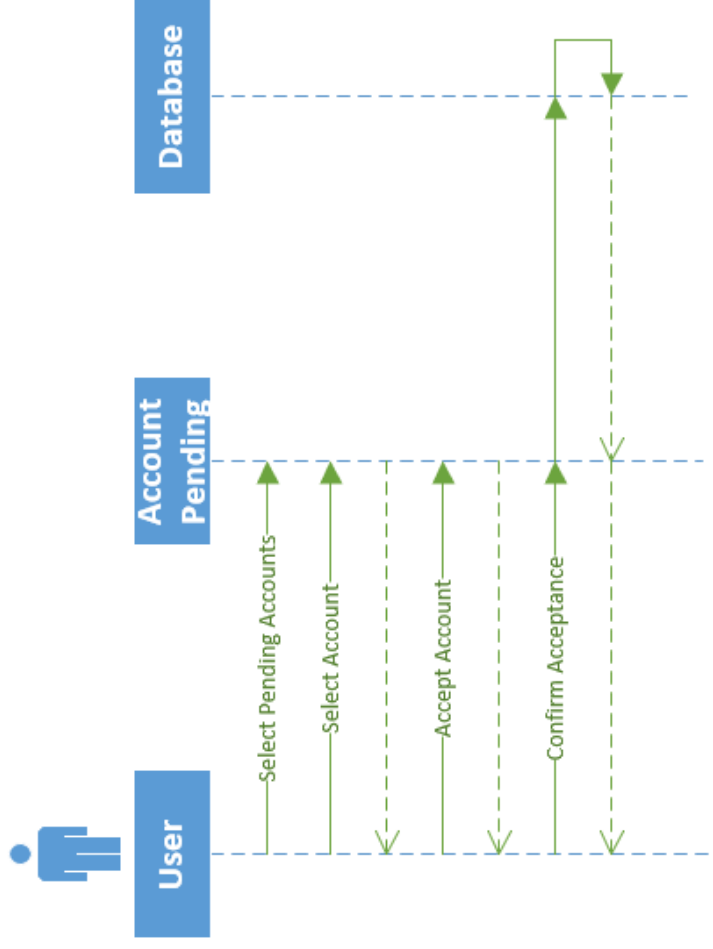 User
Account
Pending
Database
Select Pending Accounts
Select Account
Accept Account
Confirm Acceptance